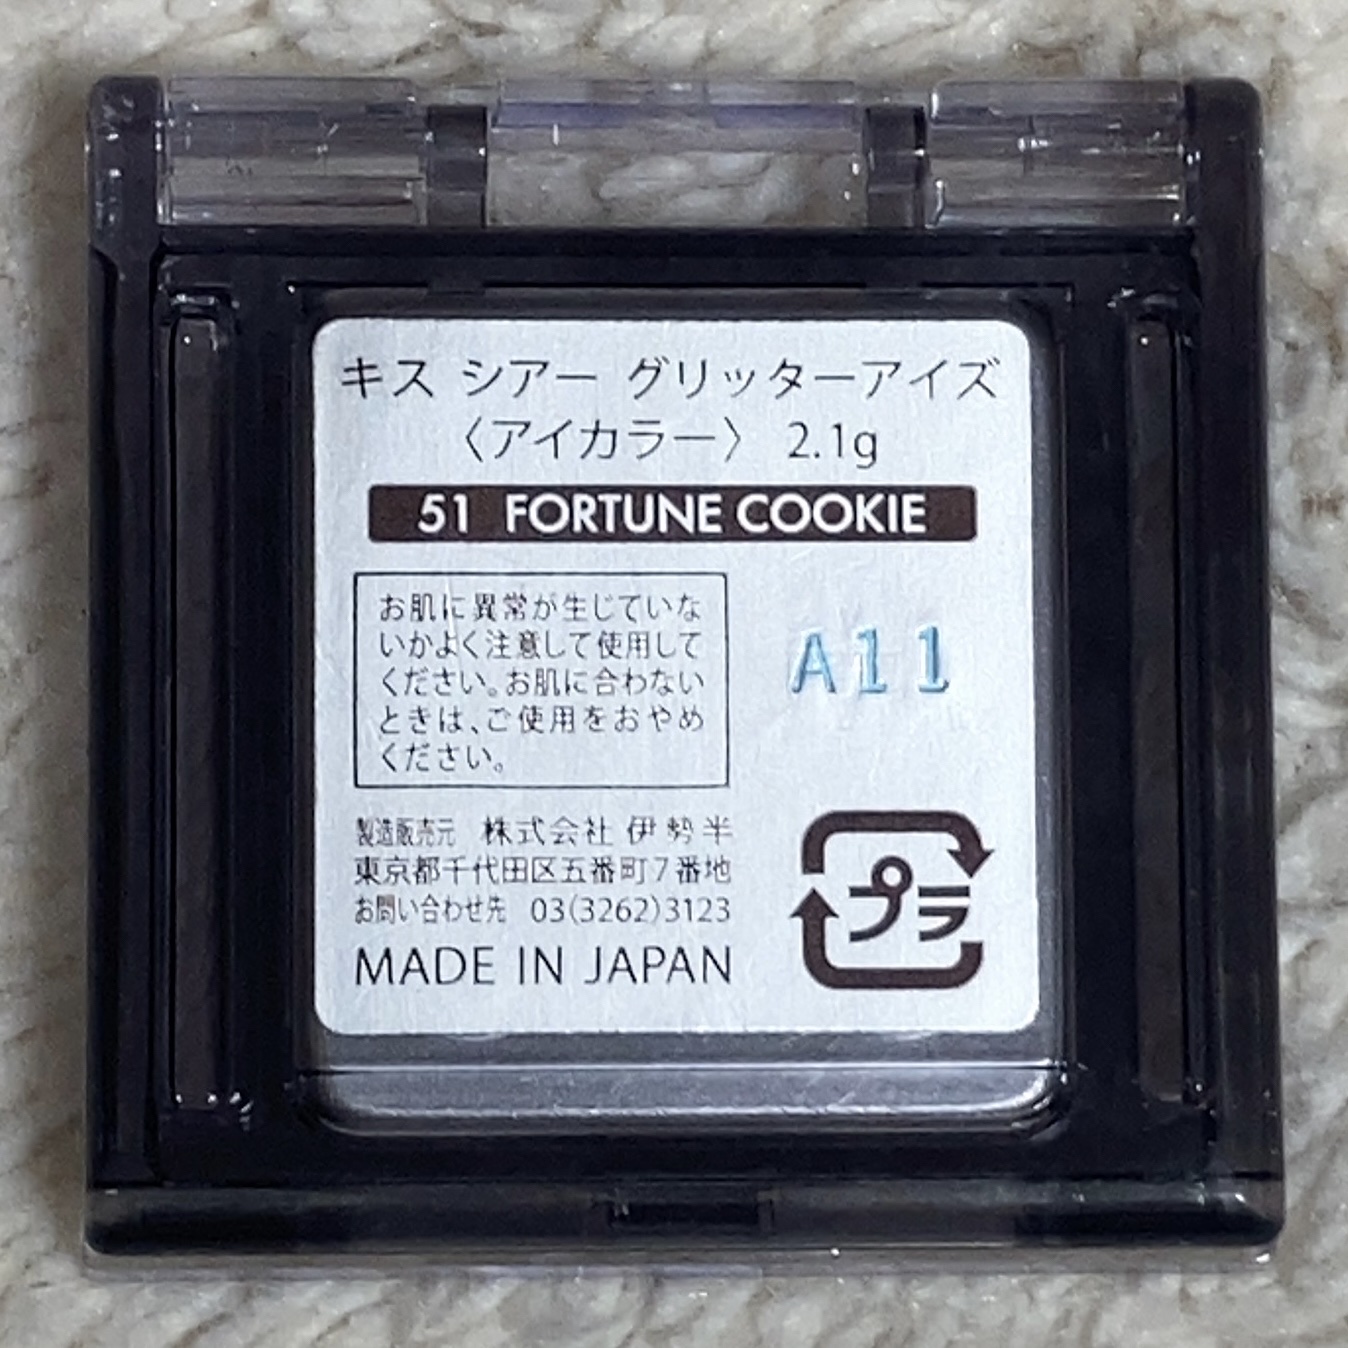 キス シアー グリッターアイズ
〈アイカラー〉 2.1g
51 FORTUNE COOKIE
お肌に異常が生じていな
いかよく注意して使用して
ください。お肌に合わない
ときは、ご使用をおやめ
ください。
A11
製造販売元 株式会社 伊勢半
東京都千代田区五番町7番地
お問い合わせ先 03(3262)3123
MADE IN JAPAN
プラ